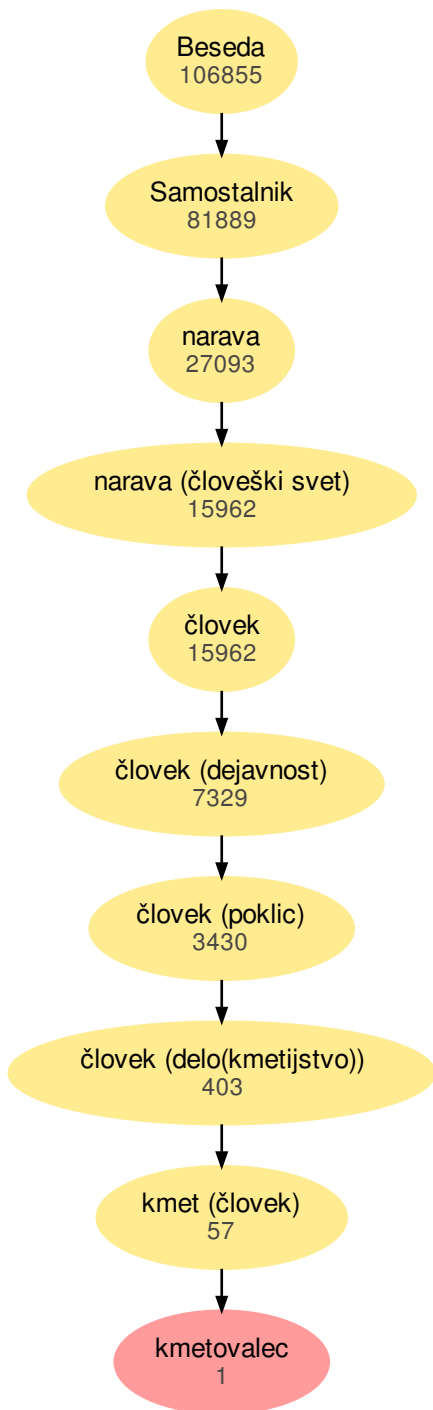 Beseda
106855
Samostalnik
81889
narava
27093
narava (človeški svet)
15962
človek
15962
človek (dejavnost)
7329
človek (poklic)
3430
človek (delo(kmetijstvo))
403
kmet (človek)
57
kmetovalec
1